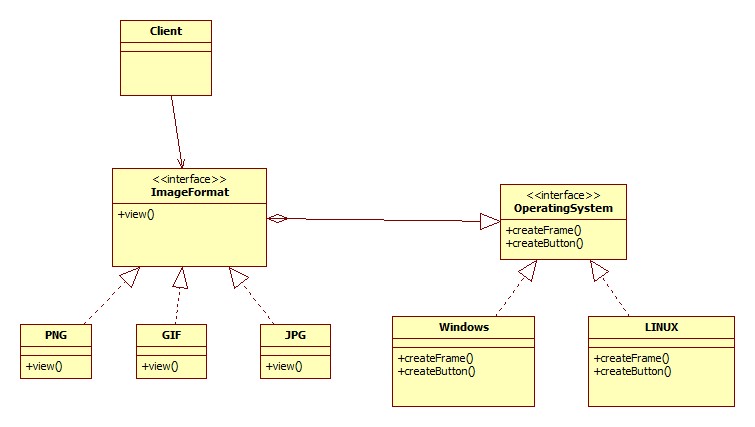 Client
<<interface>>
ImageFormat
+view()
<<interface>>
OperatingSystem
+createFrame()
+createButton()
PNG
+view()
GIF
+view()
JPG
+view()
Windows
+createFrame()
+createButton()
LINUX
+createFrame()
+createButton()